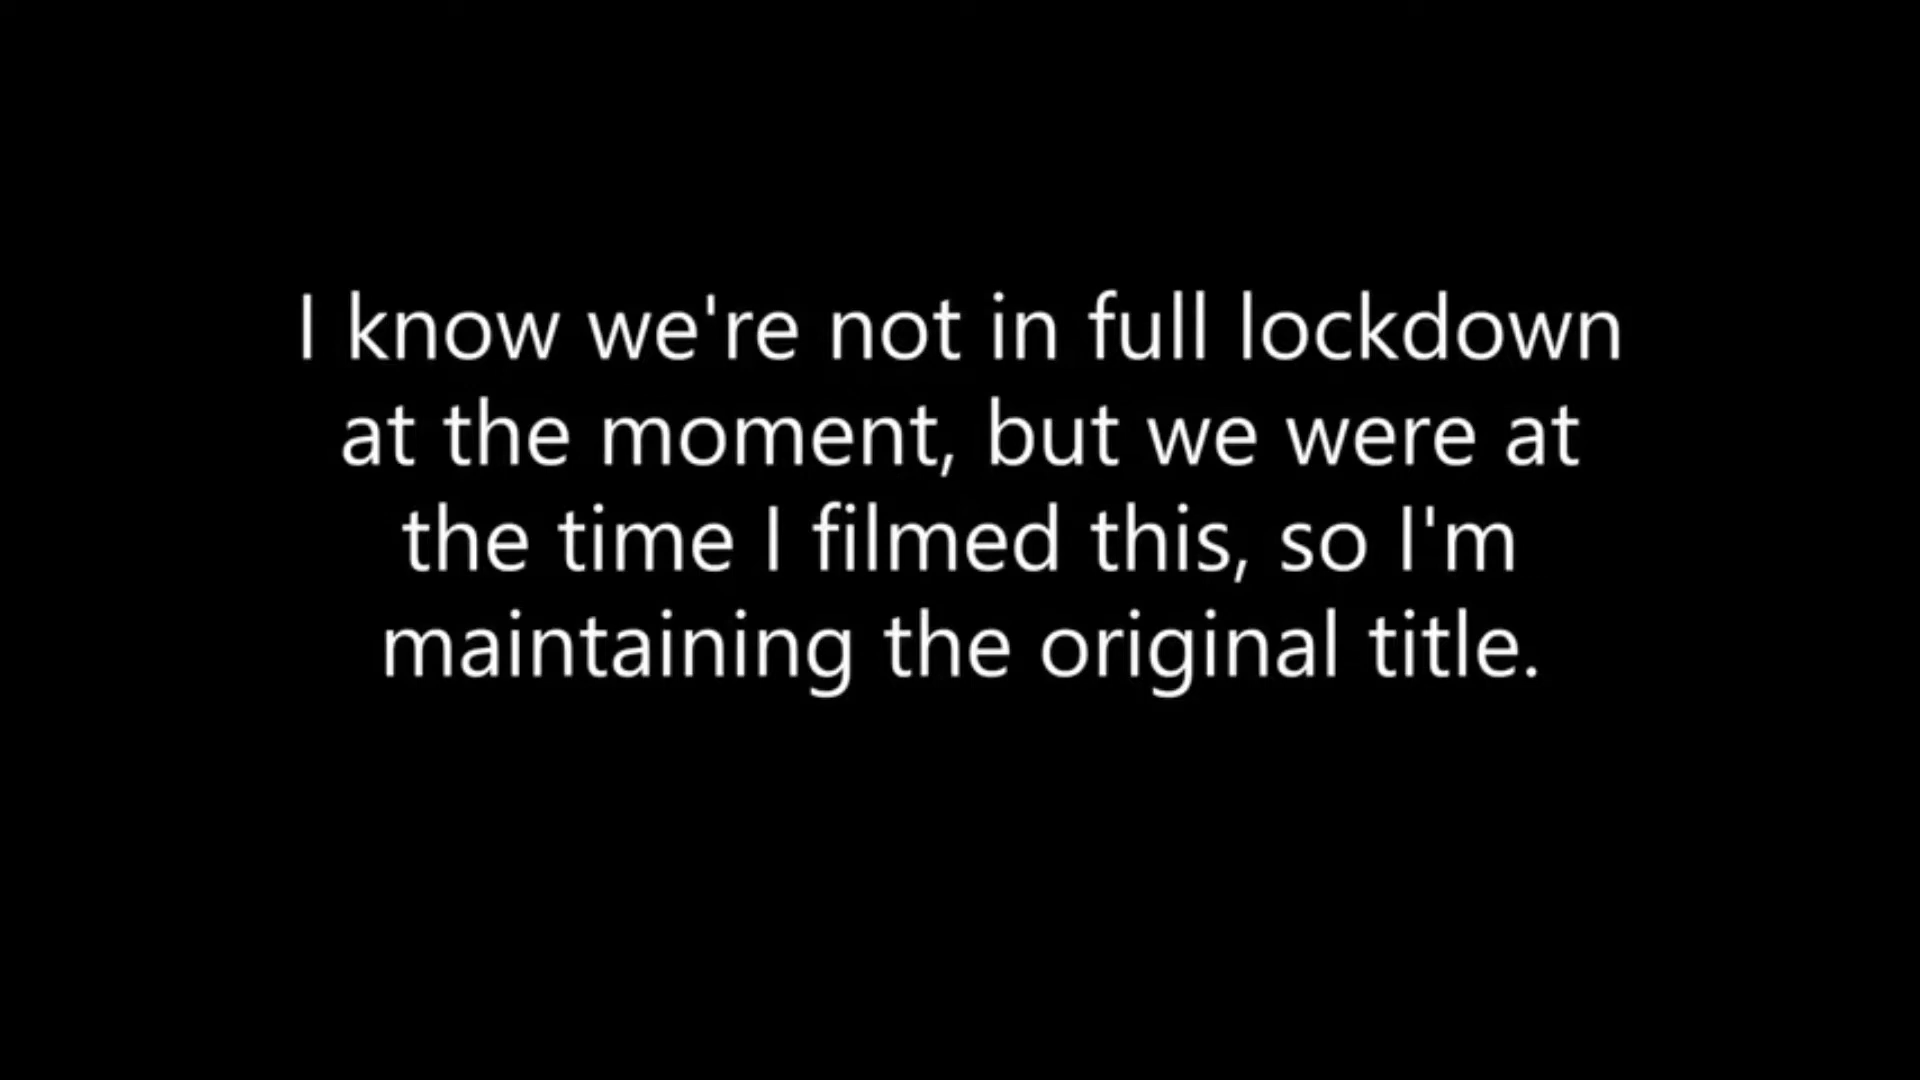 I know we're not in full lockdown
at the moment, but we were at
the time I filmed this, so I'm
maintaining the original title.